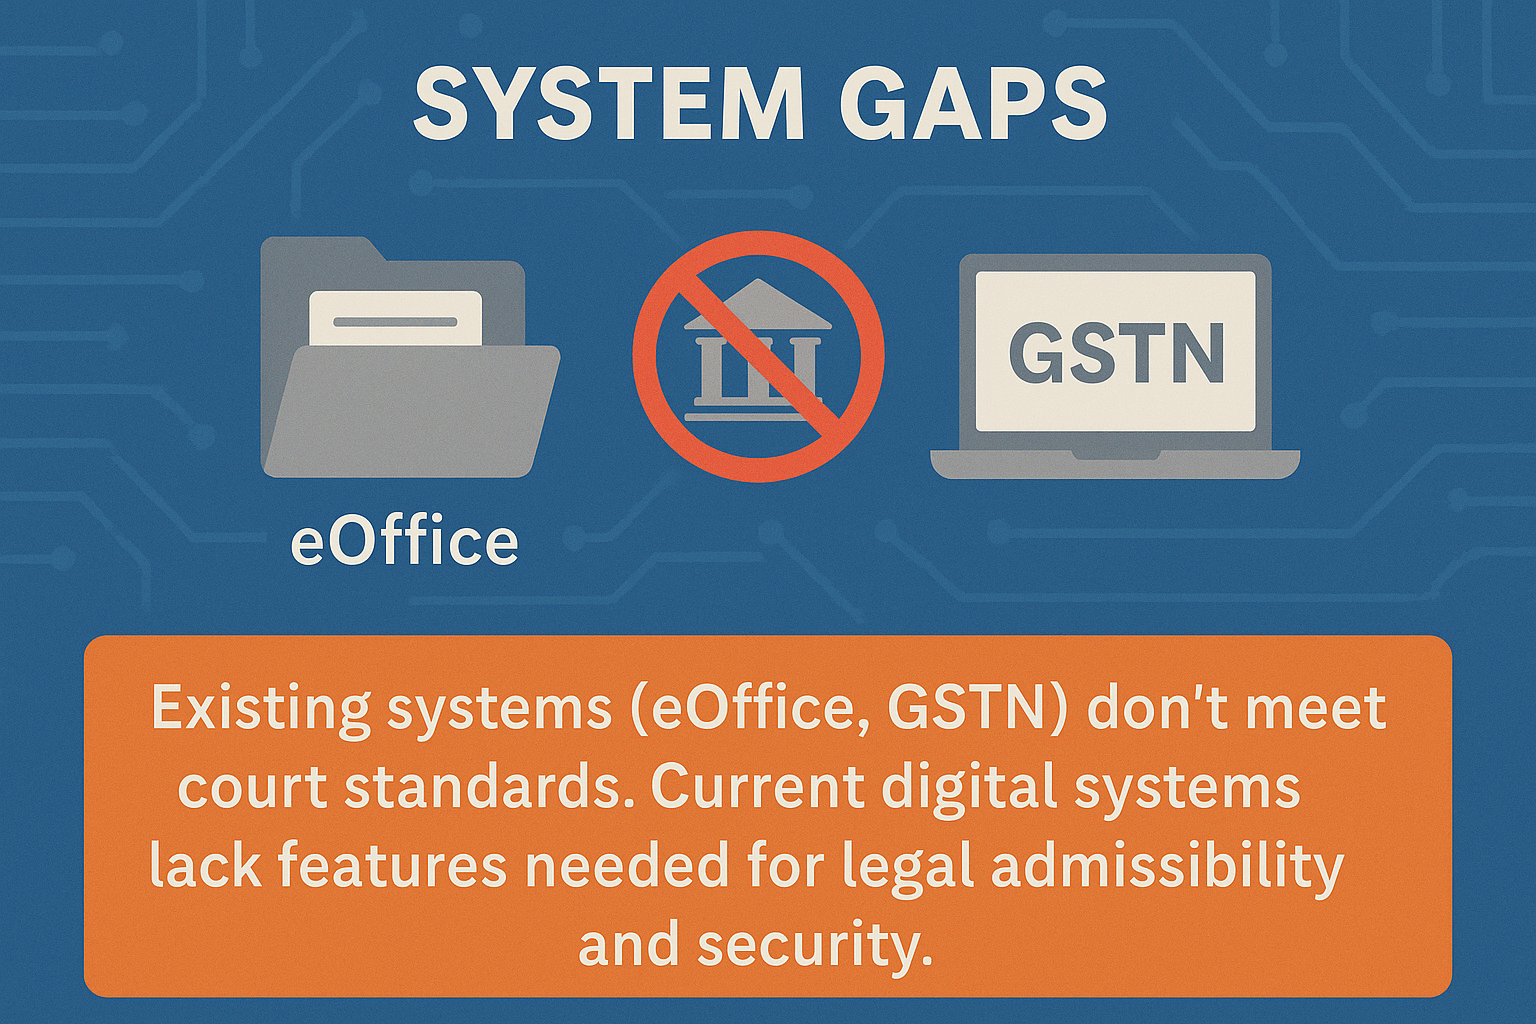 SYSTEM GAPS
GSTN
eOffice
Existing systems (eOffice, GSTN) don't meet
court standards. Current digital systems
lack features needed for legal admissibility
and security.